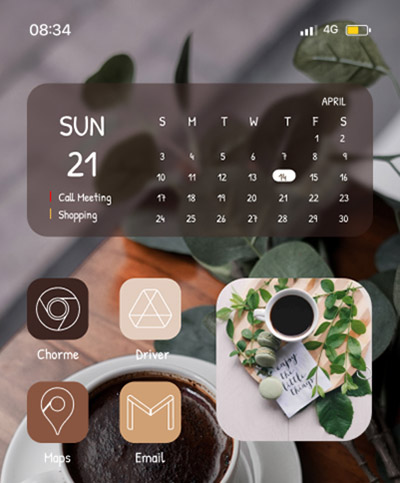 08:34
4G
APRIL
SUN
21
Call Meeting
Shopping
S M T W T F S
1 2
3 4 5 6 7 8 9
10 11 12 13 14 15 16
17 18 19 20 21 22 23
24 25 26 27 28 29 30
Chorme
Driver
enjoy
the
little
things
Maps
Email